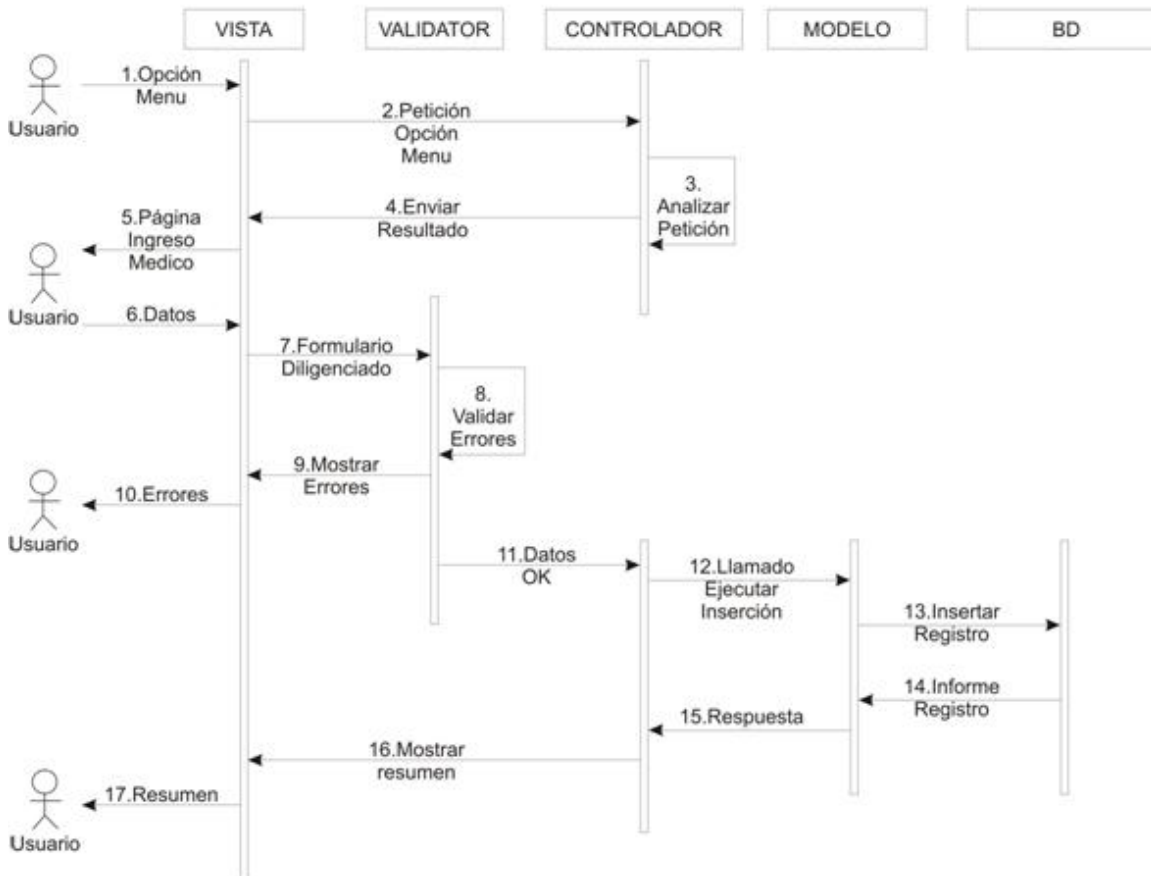 VISTA
VALIDATOR
CONTROLADOR
MODELO
BD
1.Opción
Menu
Usuario
2.Petición
Opción
Menu
3.
Analizar
Petición
4.Enviar
Resultado
5.Página
Ingreso
Medico
Usuario
6.Datos
7.Formulario
Diligenciado
8.
Validar
Errores
9.Mostrar
Errores
10.Errores
Usuario
11.Datos
OK
12.Llamado
Ejecutar
Inserción
13.Insertar
Registro
14.Informe
Registro
15.Respuesta
16.Mostrar
resumen
17.Resumen
Usuario